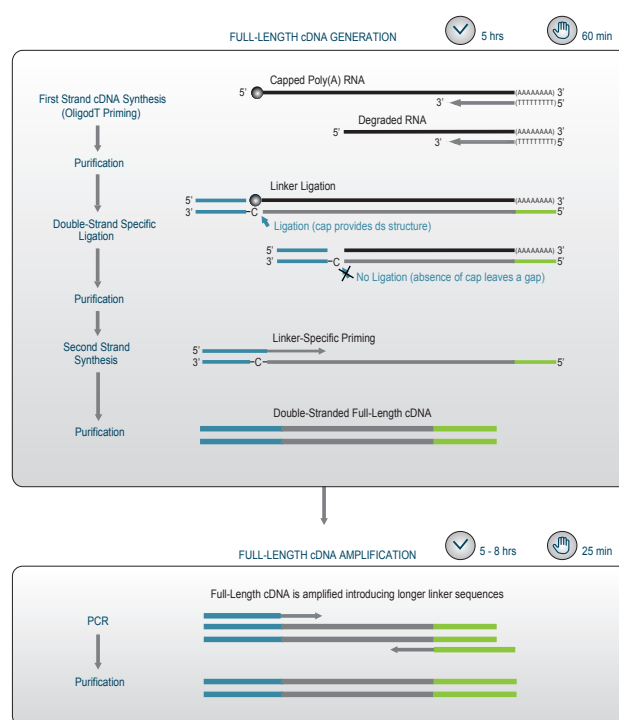 FULL-LENGTH cDNA GENERATION 5 hrs 60 min
Capped Poly(A) RNA
5' (AAAAAAAA) 3'
3' (TTTTTTTTT) 5'
First Strand cDNA Synthesis
(OligodT Priming)
Degraded RNA
5' (AAAAAAAA) 3'
3' (TTTTTTTTT) 5'
Purification
Linker Ligation
5' (AAAAAAAA) 3'
3' C 5'
Ligation (cap provides ds structure)
Double-Strand Specific
Ligation
5' (AAAAAAAA) 3'
3' C 5'
No Ligation (absence of cap leaves a gap)
Purification
Second Strand
Synthesis
Linker-Specific Priming
5'
3' C 5'
Double-Stranded Full-Length cDNA
Purification
FULL-LENGTH cDNA AMPLIFICATION 5 - 8 hrs 25 min
Full-Length cDNA is amplified introducing longer linker sequences
PCR
Purification